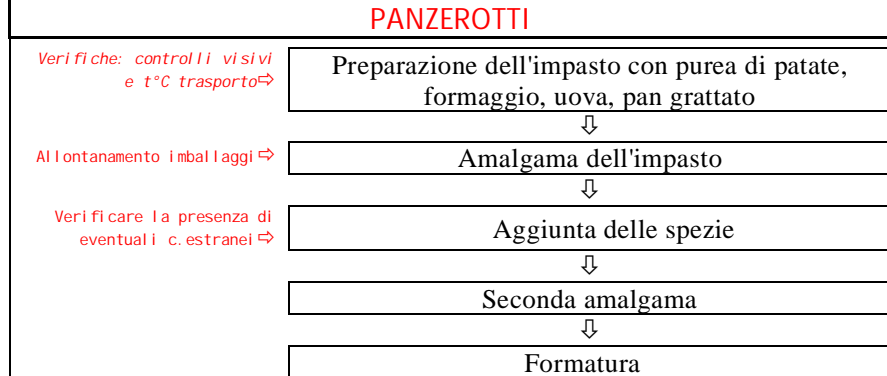 PANZEROTTI
Verifiche: controlli visivi
e t°C trasporto⇨
Preparazione dell'impasto con purea di patate,
formaggio, uova, pan grattato
⇩
Allontanamento imballaggi⇨
Amalgama dell'impasto
⇩
Verificare la presenza di
eventuali c.estranei⇨
Aggiunta delle spezie
⇩
Seconda amalgama
⇩
Formatura